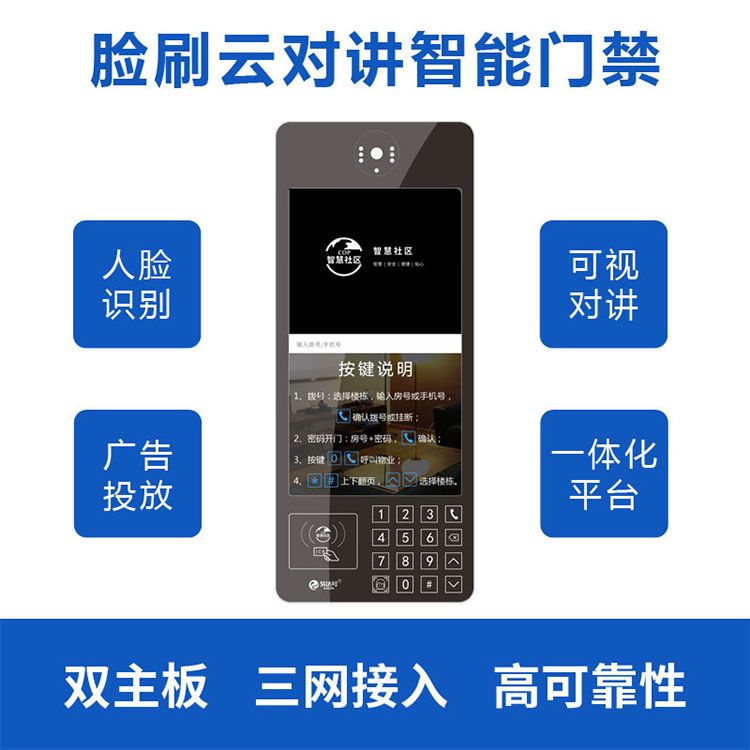 脸刷云对讲智能门禁
人脸
识别
可视
对讲
广告
投放
一体化
平台
COP
智慧社区
智慧社区
智慧|安全|便捷|贴心
输入房号/手机号
按键说明
1、拨号：选择楼栋，输入房号或手机号，
确认拨号或挂断；
2、密码开门：房号+密码，确认；
3、按键0呼叫物业；
4、*#上下翻页，选择楼栋。
1 2 3
4 5 6
7 8 9
0 #
双主板 三网接入 高可靠性